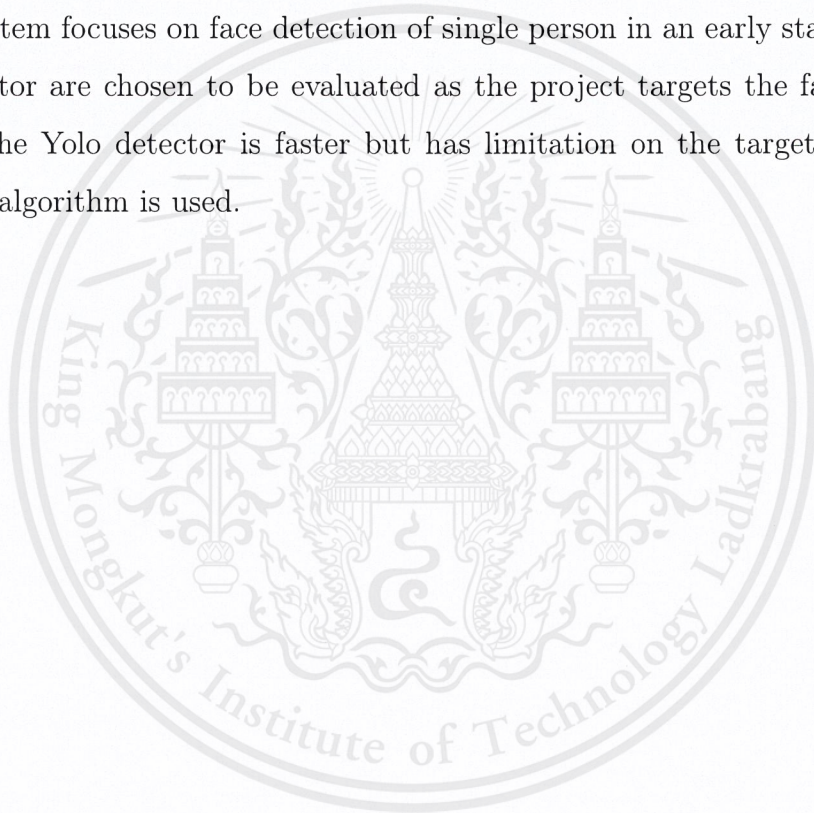 tem focuses on face detection of single person in an early sta
tor are chosen to be evaluated as the project targets the fa
he Yolo detector is faster but has limitation on the target
algorithm is used.
King Mongkut's Institute of Technology Ladkrabang